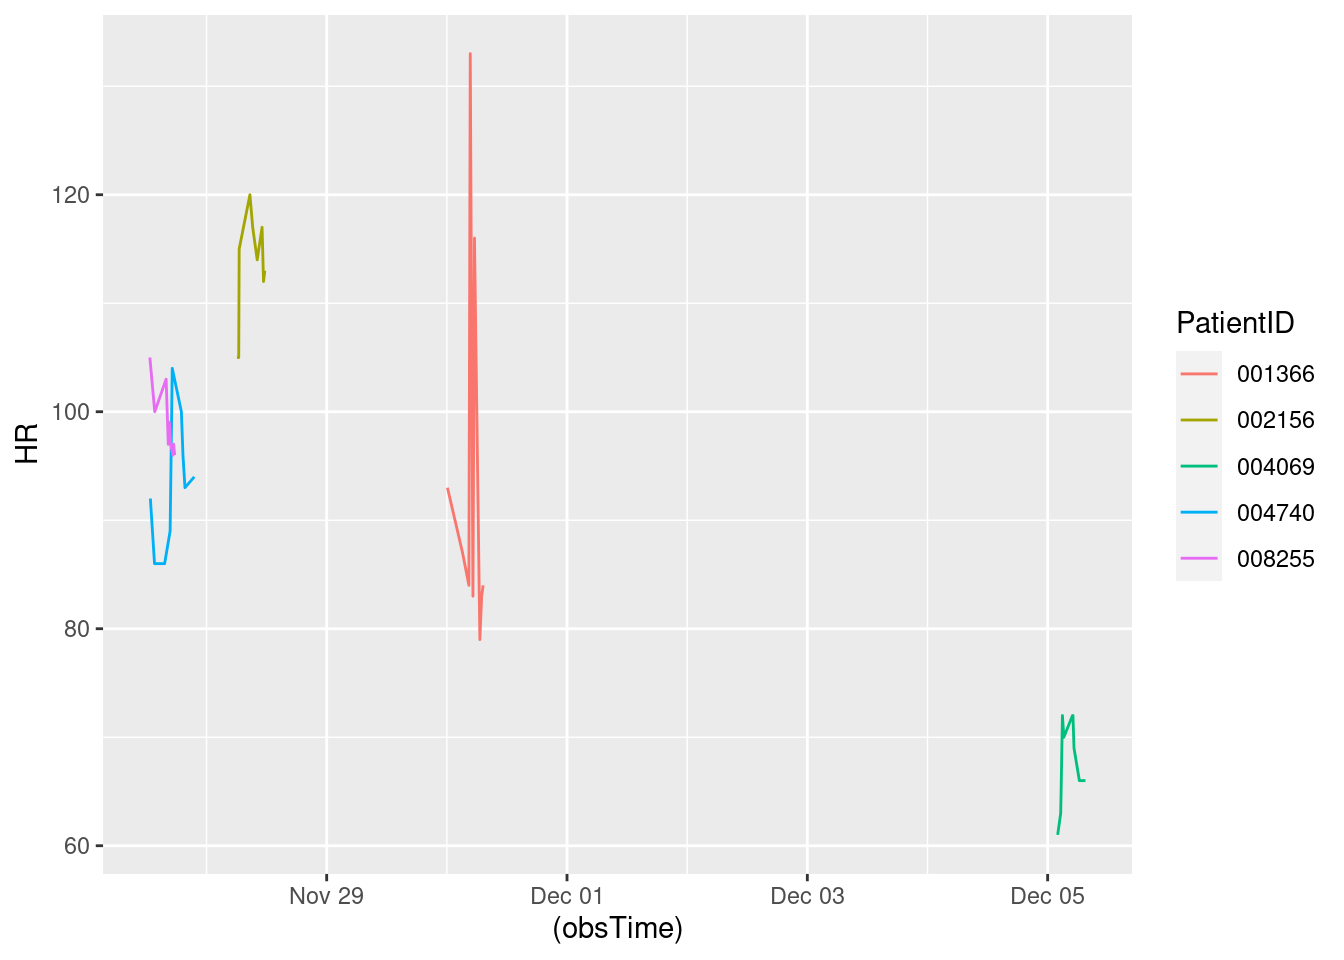 120
100
80
60
HR
Nov 29
Dec 01
Dec 03
Dec 05
(obsTime)
PatientID
001366
002156
004069
004740
008255